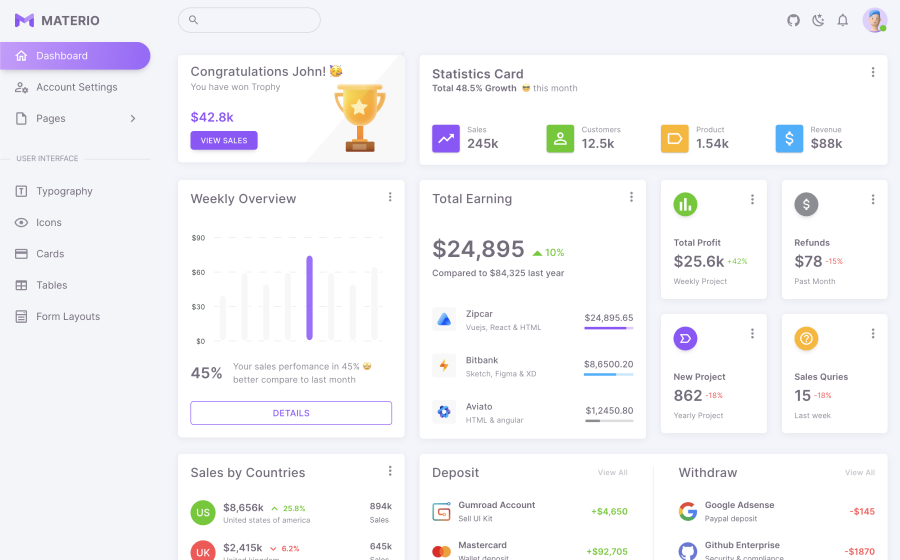 MATERIO
Dashboard
Account Settings
Pages
USER INTERFACE
Typography
Icons
Cards
Tables
Form Layouts
Congratulations John! 🥳
You have won Trophy
$42.8k
VIEW SALES
Statistics Card
Total 48.5% Growth 😎 this month
Sales
245k
Customers
12.5k
Product
1.54k
Revenue
$88k
Weekly Overview
$90
$60
$30
$0
45%
Your sales perfomance in 45% 🤩
better compare to last month
DETAILS
Total Earning
$24,895
10%
Compared to $84,325 last year
Zipcar
Vuejs, React & HTML
$24,895.65
Bitbank
Sketch, Figma & XD
$8,6500.20
Aviato
HTML & angular
$1,2450.80
Total Profit
$25.6k +42%
Weekly Project
Refunds
$78 -15%
Past Month
New Project
862 -18%
Yearly Project
Sales Quries
15 -18%
Last week
Sales by Countries
US
$8,656k 25.8%
United states of america
894k
Sales
UK
$2,415k 6.2%
United kingdom
645k
Sales
Deposit
View All
Gumroad Account
Sell UI Kit
+$4,650
Mastercard
Wallet deposit
+$92,705
Withdraw
View All
Google Adsense
Paypal deposit
-$145
Github Enterprise
Security & compliance
-$1870